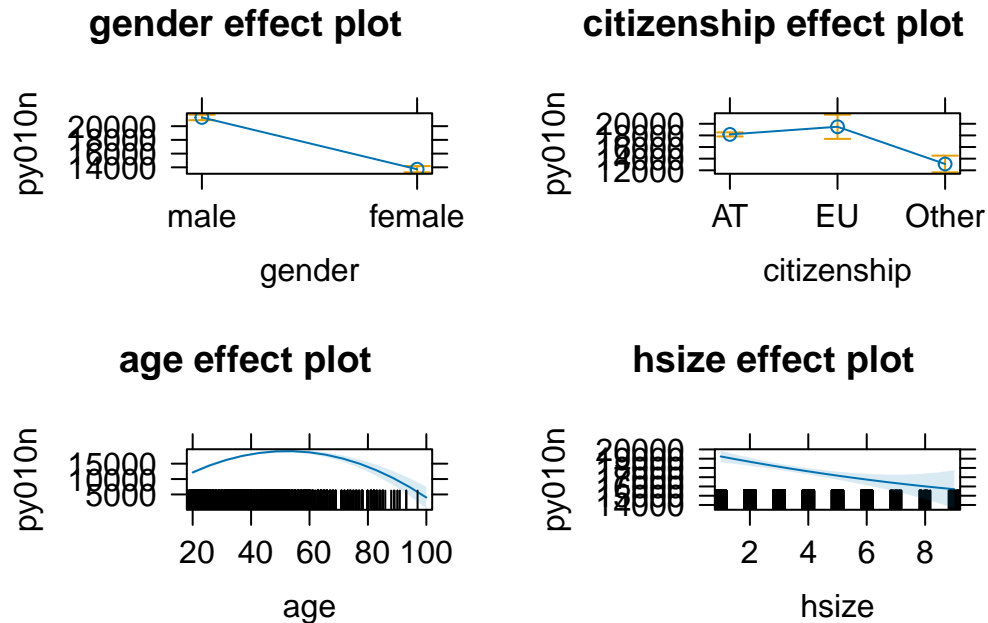 gender effect plot
py010n
20000
18000
16000
14000
male female
gender
citizenship effect plot
py010n
20000
12000
AT EU Other
citizenship
age effect plot
py010n
15000
10000
5000
20 40 60 80 100
age
hsize effect plot
py010n
20000
14000
2 4 6 8
hsize